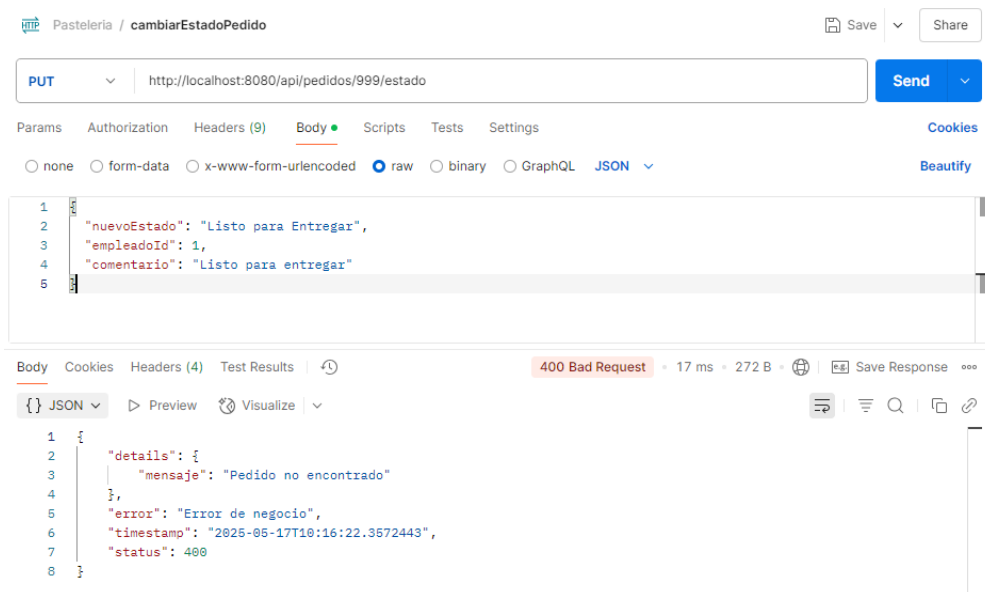 HTTP Pasteleria / cambiarEstadoPedido Save Share
PUT http://localhost:8080/api/pedidos/999/estado Send
Params Authorization Headers (9) Body Scripts Tests Settings Cookies
none form-data x-www-form-urlencoded raw binary GraphQL JSON Beautify
1 {
2 "nuevoEstado": "Listo para Entregar",
3 "empleadoId": 1,
4 "comentario": "Listo para entregar"
5 }
Body Cookies Headers (4) Test Results 400 Bad Request 17 ms 272 B e.g. Save Response
{} JSON Preview Visualize
1 {
2 "details": {
3 "mensaje": "Pedido no encontrado"
4 },
5 "error": "Error de negocio",
6 "timestamp": "2025-05-17T10:16:22.3572443",
7 "status": 400
8 }